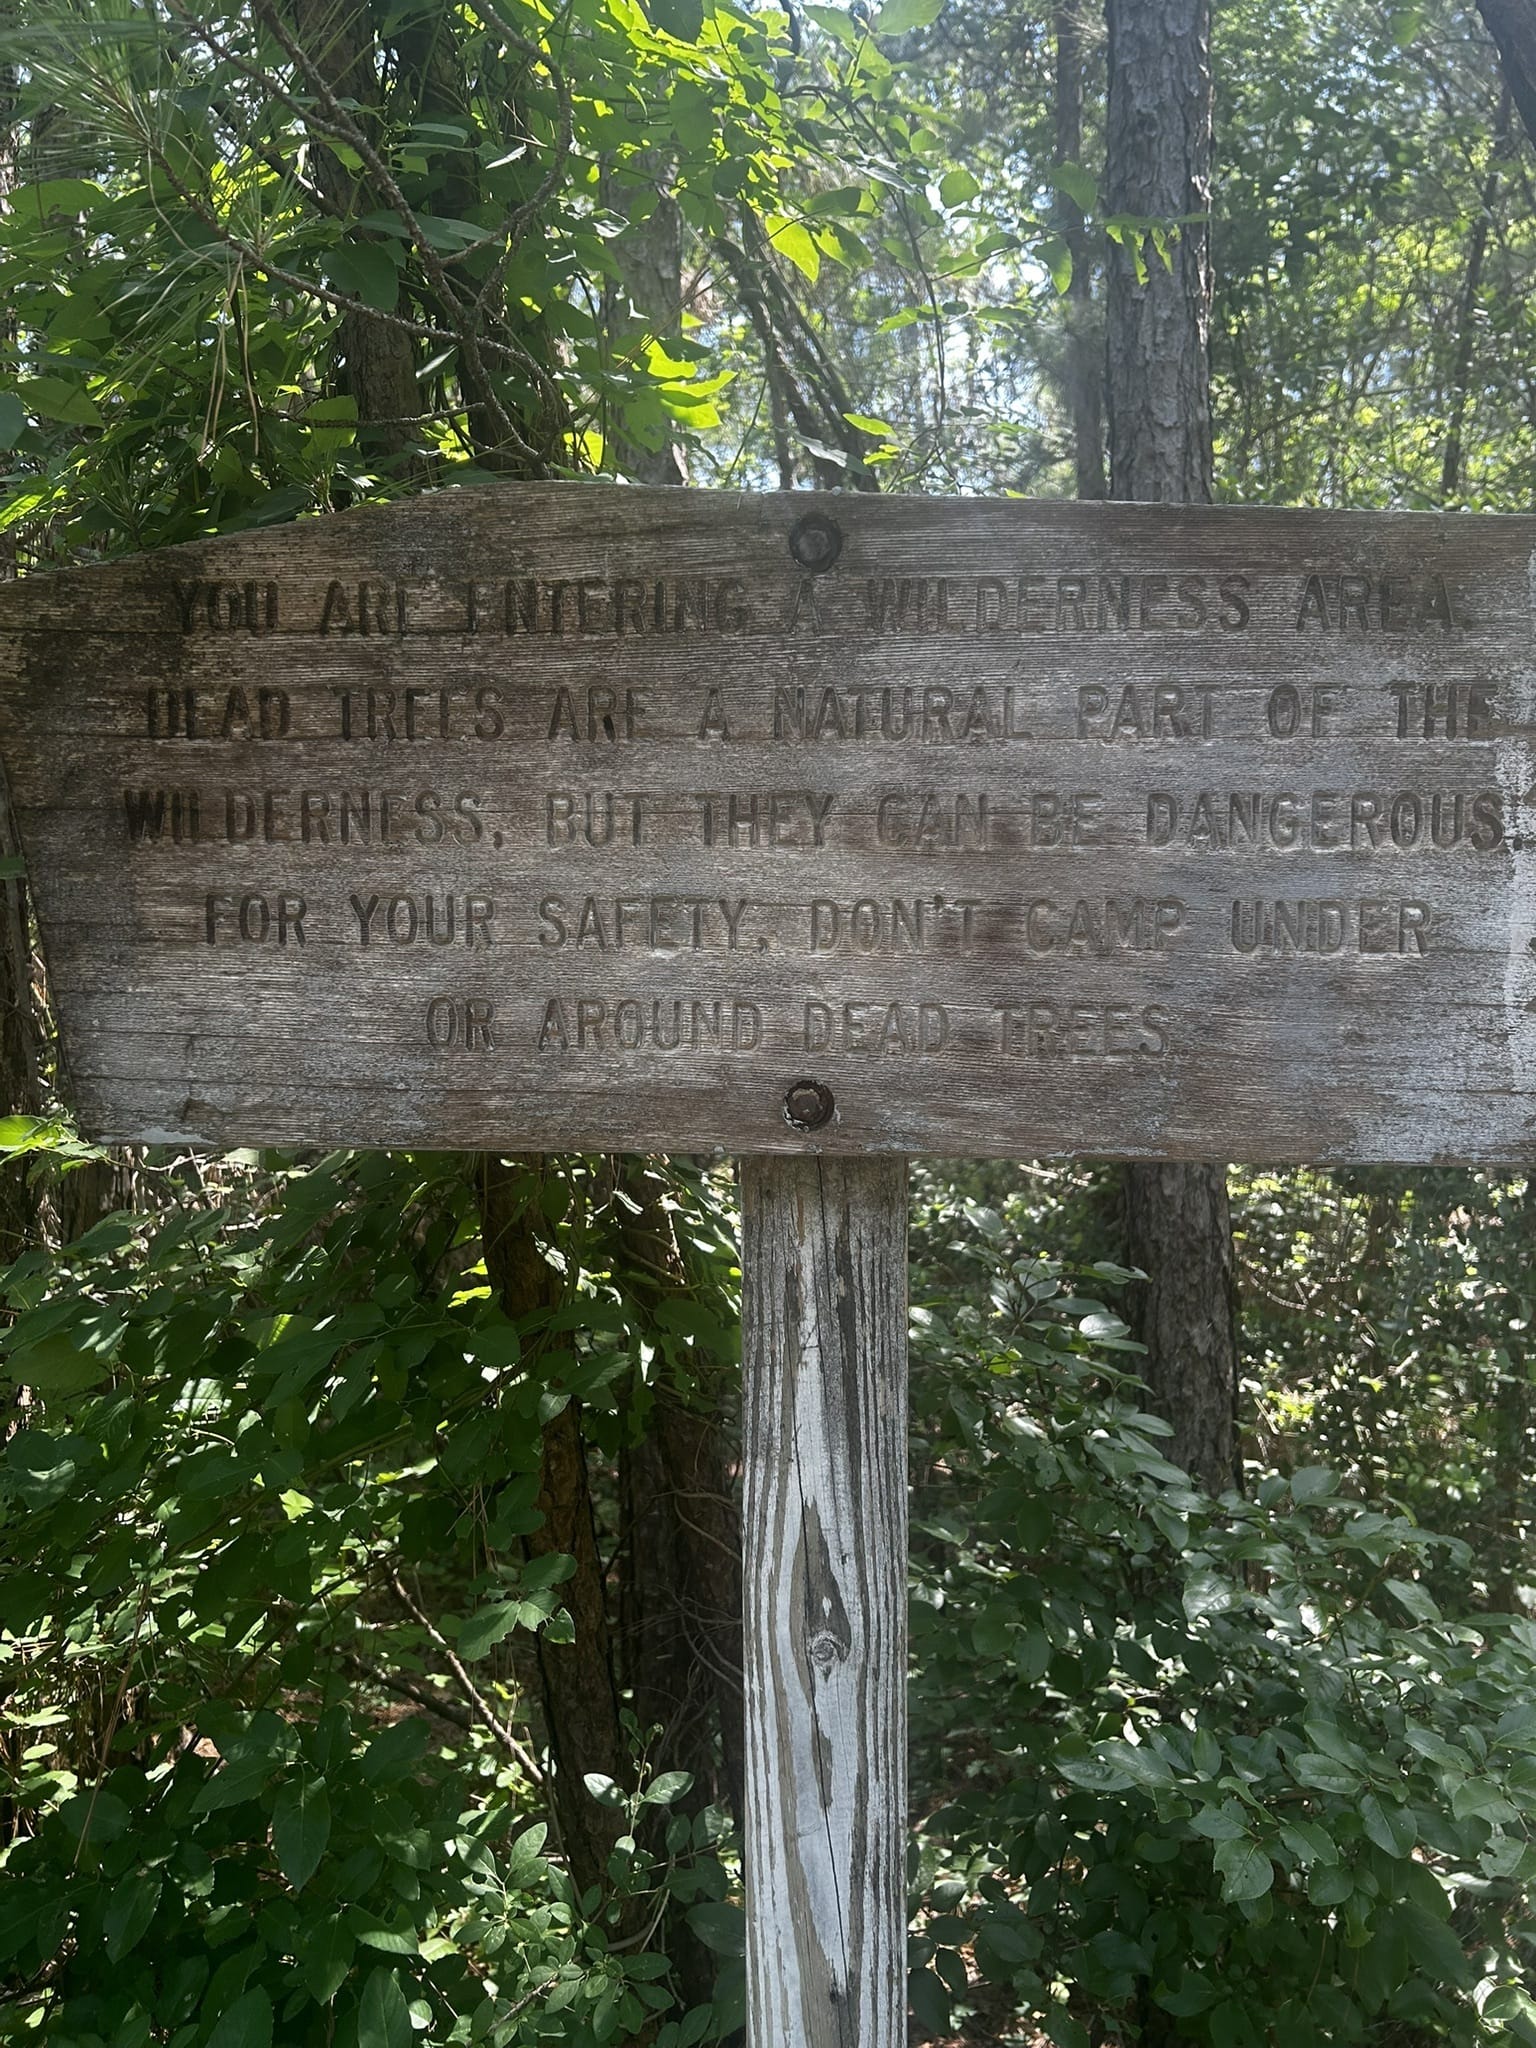 YOU ARE ENTERING A WILDERNESS AREA.
DEAD TREES ARE A NATURAL PART OF THE
WILDERNESS, BUT THEY CAN BE DANGEROUS.
FOR YOUR SAFETY, DON'T CAMP UNDER
OR AROUND DEAD TREES.